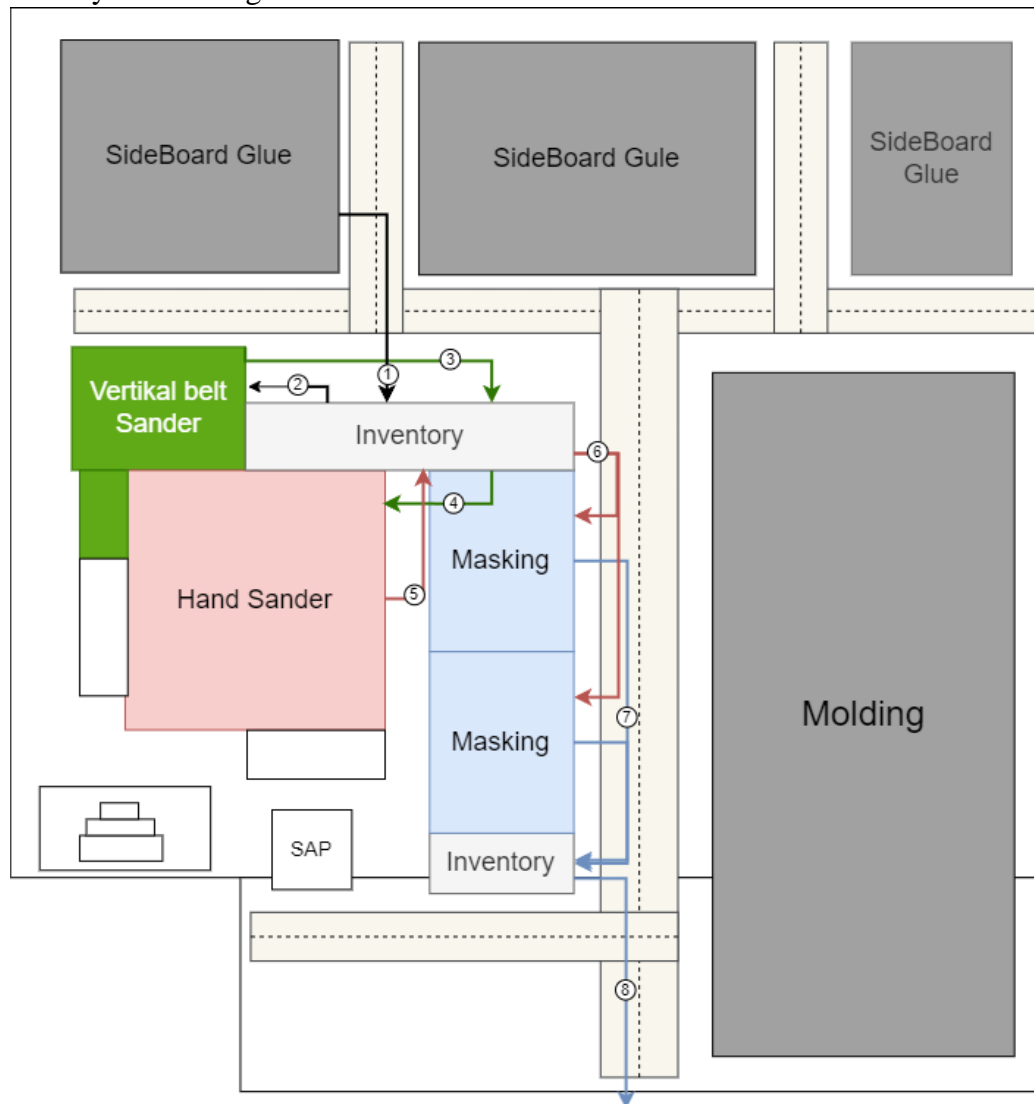 SideBoard Glue
SideBoard Gule
SideBoard
Glue
Vertikal belt
Sander
3
2
1
Inventory
6
4
Masking
Hand Sander
5
7
Molding
Masking
SAP
Inventory
8